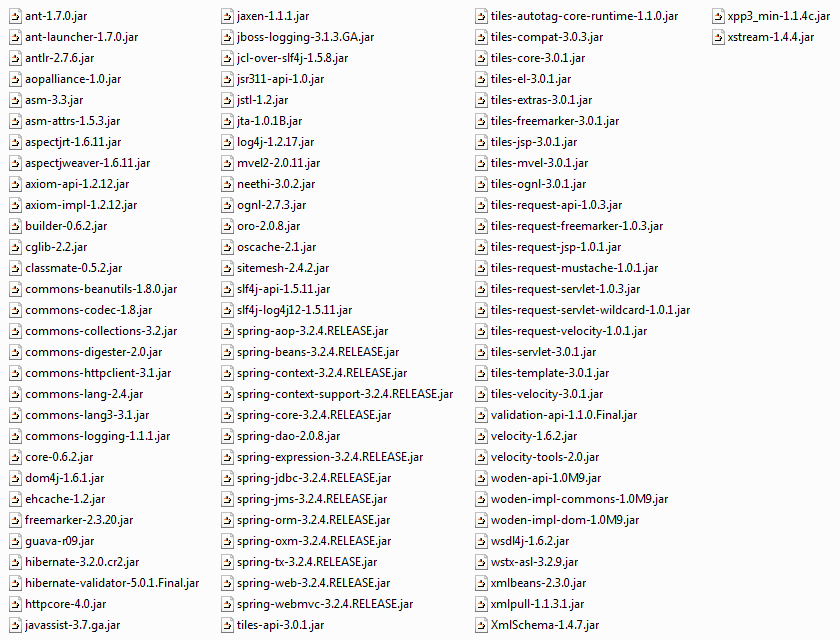 ant-1.7.0.jar
ant-launcher-1.7.0.jar
antlr-2.7.6.jar
aopalliance-1.0.jar
asm-3.3.jar
asm-attrs-1.5.3.jar
aspectjrt-1.6.11.jar
aspectjweaver-1.6.11.jar
axiom-api-1.2.12.jar
axiom-impl-1.2.12.jar
builder-0.6.2.jar
cglib-2.2.jar
classmate-0.5.2.jar
commons-beanutils-1.8.0.jar
commons-codec-1.8.jar
commons-collections-3.2.jar
commons-digester-2.0.jar
commons-httpclient-3.1.jar
commons-lang-2.4.jar
commons-lang3-3.1.jar
commons-logging-1.1.1.jar
core-0.6.2.jar
dom4j-1.6.1.jar
ehcache-1.2.jar
freemarker-2.3.20.jar
guava-r09.jar
hibernate-3.2.0.cr2.jar
hibernate-validator-5.0.1.Final.jar
httpcore-4.0.jar
javassist-3.7.ga.jar
jaxen-1.1.1.jar
jboss-logging-3.1.3.GA.jar
jcl-over-slf4j-1.5.8.jar
jsr311-api-1.0.jar
jstl-1.2.jar
jta-1.0.1B.jar
log4j-1.2.17.jar
mvel2-2.0.11.jar
neethi-3.0.2.jar
ognl-2.7.3.jar
oro-2.0.8.jar
oscache-2.1.jar
sitemesh-2.4.2.jar
slf4j-api-1.5.11.jar
slf4j-log4j12-1.5.11.jar
spring-aop-3.2.4.RELEASE.jar
spring-beans-3.2.4.RELEASE.jar
spring-context-3.2.4.RELEASE.jar
spring-context-support-3.2.4.RELEASE.jar
spring-core-3.2.4.RELEASE.jar
spring-dao-2.0.8.jar
spring-expression-3.2.4.RELEASE.jar
spring-jdbc-3.2.4.RELEASE.jar
spring-jms-3.2.4.RELEASE.jar
spring-orm-3.2.4.RELEASE.jar
spring-oxm-3.2.4.RELEASE.jar
spring-tx-3.2.4.RELEASE.jar
spring-web-3.2.4.RELEASE.jar
spring-webmvc-3.2.4.RELEASE.jar
tiles-api-3.0.1.jar
tiles-autotag-core-runtime-1.1.0.jar
tiles-compat-3.0.3.jar
tiles-core-3.0.1.jar
tiles-el-3.0.1.jar
tiles-extras-3.0.1.jar
tiles-freemarker-3.0.1.jar
tiles-jsp-3.0.1.jar
tiles-mvel-3.0.1.jar
tiles-ognl-3.0.1.jar
tiles-request-api-1.0.3.jar
tiles-request-freemarker-1.0.3.jar
tiles-request-jsp-1.0.1.jar
tiles-request-mustache-1.0.1.jar
tiles-request-servlet-1.0.3.jar
tiles-request-servlet-wildcard-1.0.1.jar
tiles-request-velocity-1.0.1.jar
tiles-servlet-3.0.1.jar
tiles-template-3.0.1.jar
tiles-velocity-3.0.1.jar
validation-api-1.1.0.Final.jar
velocity-1.6.2.jar
velocity-tools-2.0.jar
woden-api-1.0M9.jar
woden-impl-commons-1.0M9.jar
woden-impl-dom-1.0M9.jar
wsdl4j-1.6.2.jar
wstx-asl-3.2.9.jar
xmlbeans-2.3.0.jar
xmlpull-1.1.3.1.jar
XmlSchema-1.4.7.jar
xpp3_min-1.1.4c.jar
xstream-1.4.4.jar